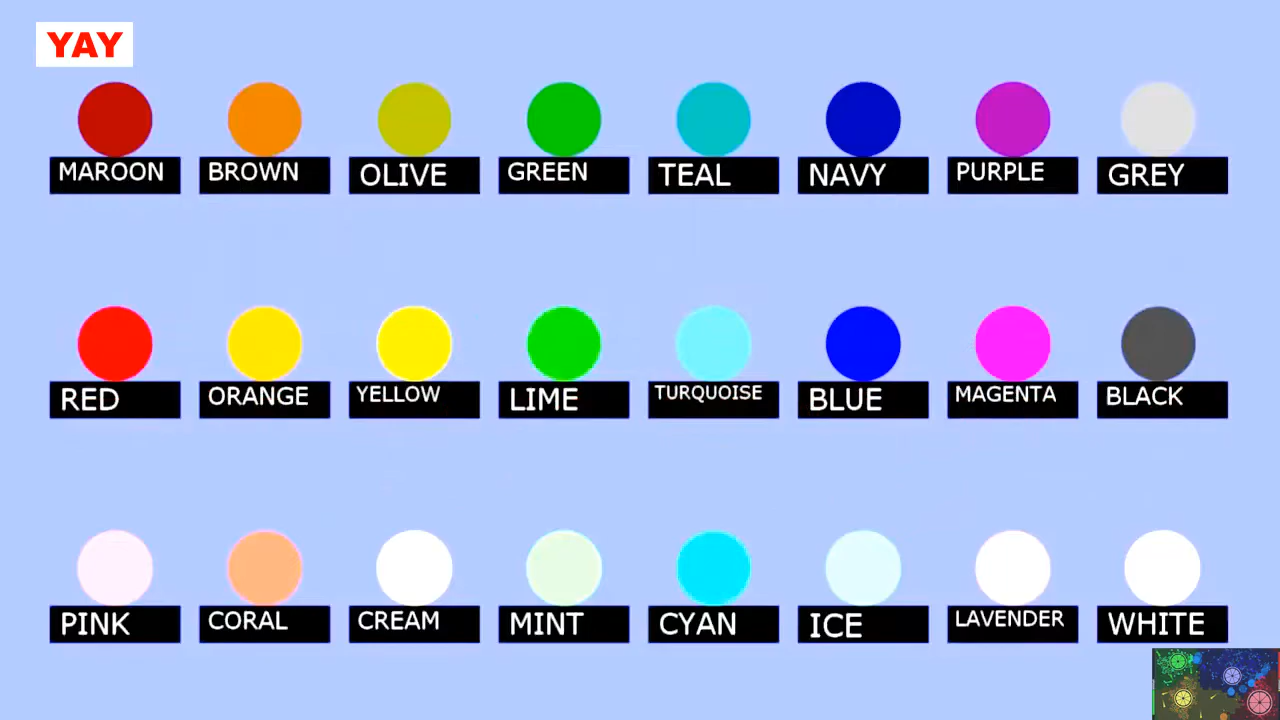 YAY
MAROON BROWN OLIVE GREEN TEAL NAVY PURPLE GREY
RED ORANGE YELLOW LIME TURQUOISE BLUE MAGENTA BLACK
PINK CORAL CREAM MINT CYAN ICE LAVENDER WHITE